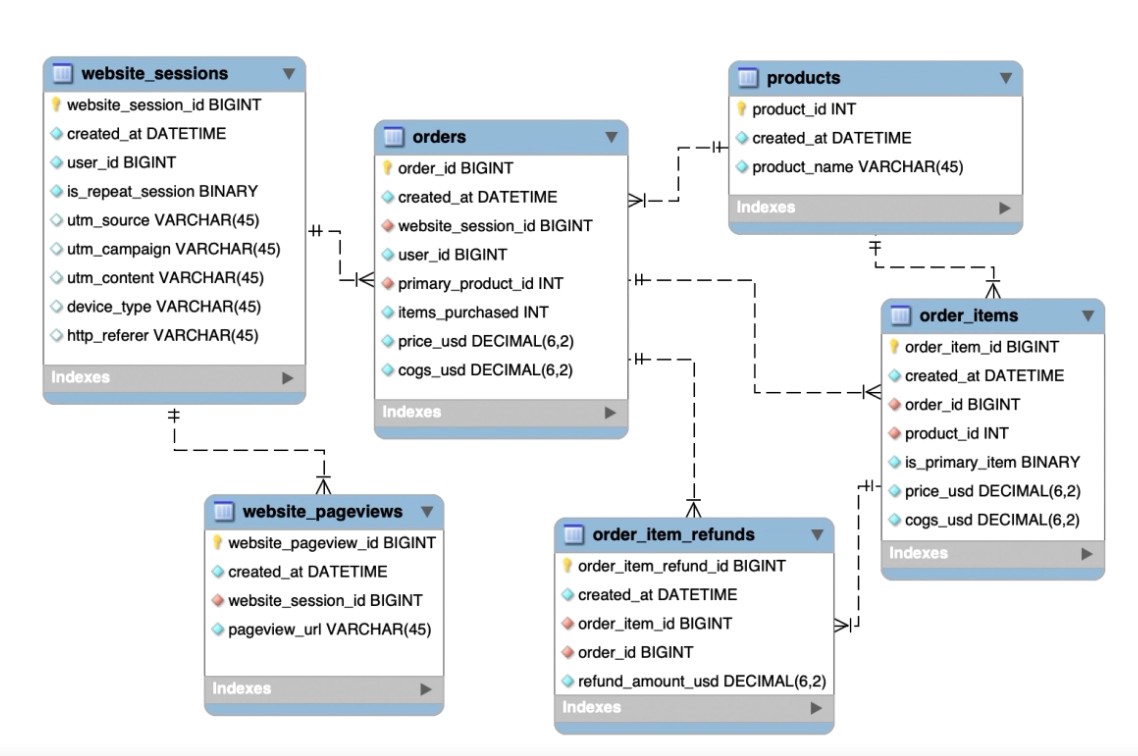 website_sessions
website_session_id BIGINT
created_at DATETIME
user_id BIGINT
is_repeat_session BINARY
utm_source VARCHAR(45)
utm_campaign VARCHAR(45)
utm_content VARCHAR(45)
device_type VARCHAR(45)
http_referer VARCHAR(45)
Indexes
orders
order_id BIGINT
created_at DATETIME
website_session_id BIGINT
user_id BIGINT
primary_product_id INT
items_purchased INT
price_usd DECIMAL(6,2)
cogs_usd DECIMAL(6,2)
Indexes
products
product_id INT
created_at DATETIME
product_name VARCHAR(45)
Indexes
order_items
order_item_id BIGINT
created_at DATETIME
order_id BIGINT
product_id INT
is_primary_item BINARY
price_usd DECIMAL(6,2)
cogs_usd DECIMAL(6,2)
Indexes
website_pageviews
website_pageview_id BIGINT
created_at DATETIME
website_session_id BIGINT
pageview_url VARCHAR(45)
Indexes
order_item_refunds
order_item_refund_id BIGINT
created_at DATETIME
order_item_id BIGINT
order_id BIGINT
refund_amount_usd DECIMAL(6,2)
Indexes